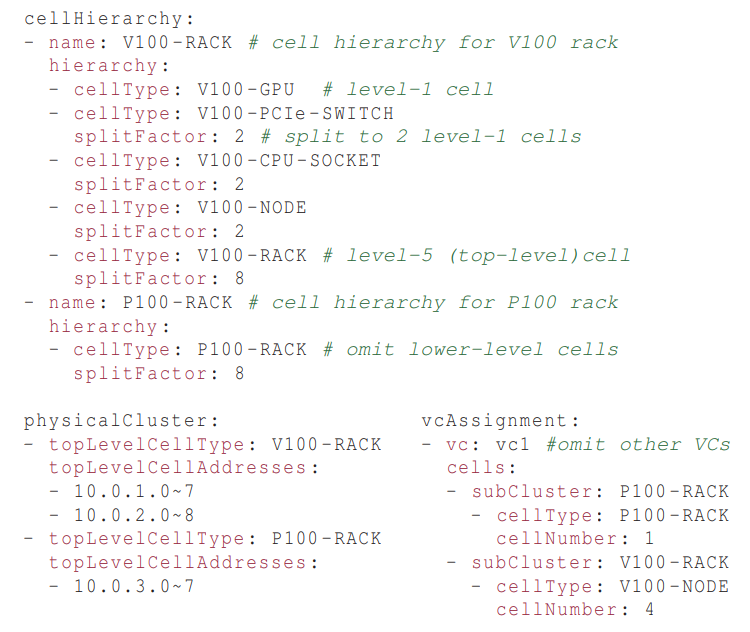 cellHierarchy:
- name: V100-RACK # cell hierarchy for V100 rack
  hierarchy:
  - cellType: V100-GPU  # level-1 cell
  - cellType: V100-PCIe-SWITCH
    splitFactor: 2 # split to 2 level-1 cells
  - cellType: V100-CPU-SOCKET
    splitFactor: 2
  - cellType: V100-NODE
    splitFactor: 2
  - cellType: V100-RACK # level-5 (top-level)cell
    splitFactor: 8
- name: P100-RACK # cell hierarchy for P100 rack
  hierarchy:
  - cellType: P100-RACK # omit lower-level cells
    splitFactor: 8
physicalCluster:
- topLevelCellType: V100-RACK
  topLevelCellAddresses:
  - 10.0.1.0~7
  - 10.0.2.0~8
- topLevelCellType: P100-RACK
  topLevelCellAddresses:
  - 10.0.3.0~7
vcAssignment:
- vc: vc1 #omit other VCs
  cells:
  - subCluster: P100-RACK
    - cellType: P100-RACK
      cellNumber: 1
  - subCluster: V100-RACK
    - cellType: V100-NODE
      cellNumber: 4